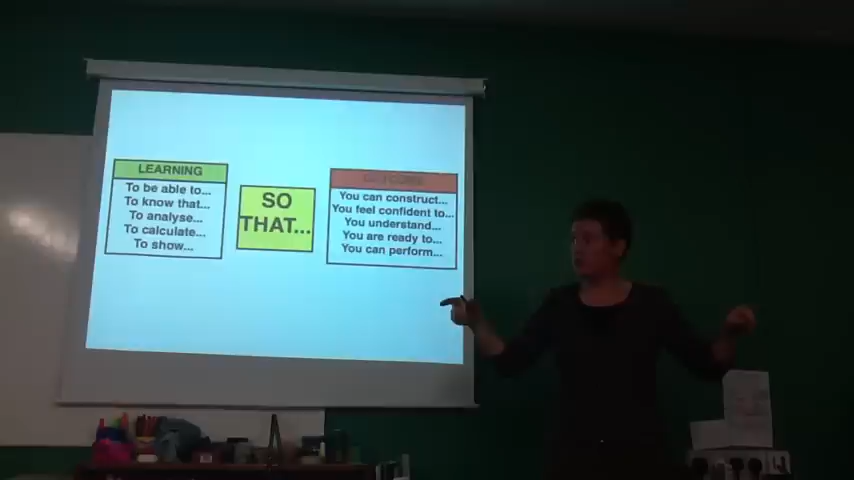 LEARNING
To be able to...
To know that...
To analyse...
To calculate...
To show...
SO
THAT...
OUTCOME
You can construct...
You feel confident to...
You understand...
You are ready to...
You can perform...